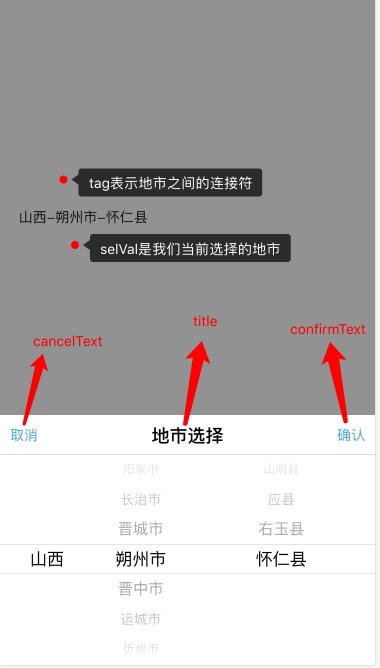 tag表示地市之间的连接符
山西-朔州市-怀仁县
selVal是我们当前选择的地市
title
confirmText
cancelText
取消
地市选择
确认
阳泉市 山阴县
长治市 应县
晋城市 右玉县
山西 朔州市 怀仁县
晋中市
运城市
忻州市